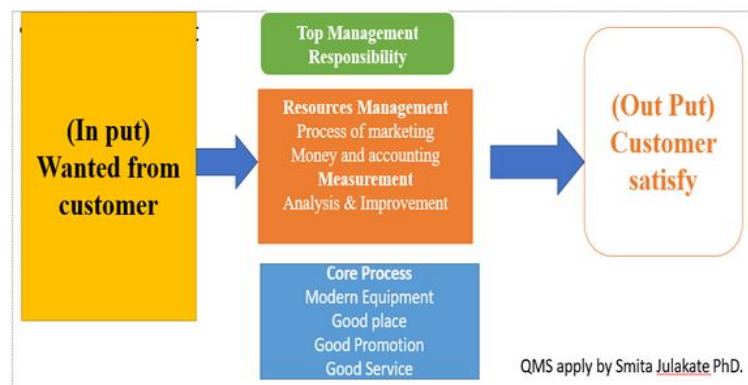 (In put)
Wanted from
customer
Top Management
Responsibility
Resources Management
Process of marketing
Money and accounting
Measurement
Analysis & Improvement
Core Process
Modern Equipment
Good place
Good Promotion
Good Service
(Out Put)
Customer
satisfy
QMS apply by Smita Julakate PhD.